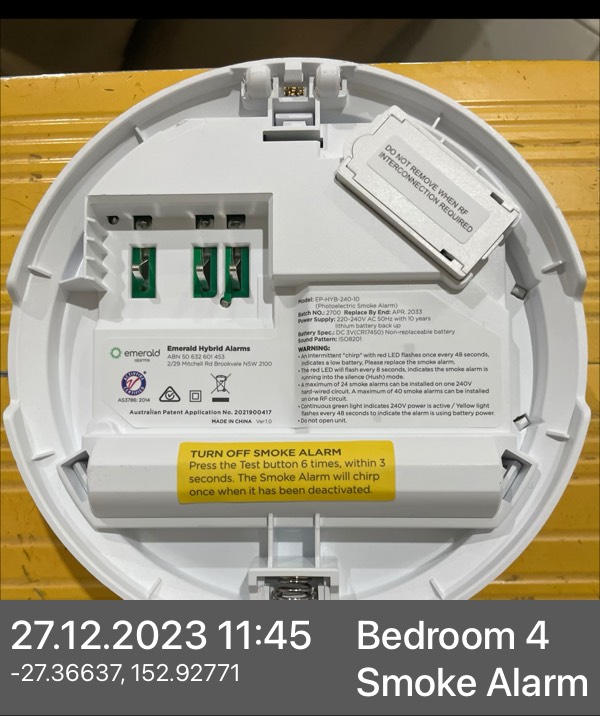 DO NOT REMOVE WHEN RF
INTERCONNECTION REQUIRED
Model: EP-HYB-240-10
(Photoelectric Smoke Alarm)
Batch NO.: 2700 Replace By End: APR. 2033
Power Supply: 220-240V AC 50Hz with 10 years
lithium battery back up
Battery Spec.: DC 3V(CR17450) Non-replaceable battery
Sound Pattern: ISO8201
WARNING:
• An intermittent "chirp" with red LED flashes once every 48 seconds,
indicates a low battery, Please replace the smoke alarm.
• The red LED will flash every 8 seconds, indicates the smoke alarm is
running into the silence (Hush) mode.
• A maximum of 24 smoke alarms can be installed on one 240V
hard-wired circuit. A maximum of 40 smoke alarms can be installed
on one RF circuit.
• Continuous green light indicates 240V power is active / Yellow light
flashes every 48 seconds to indicate the alarm is using battery power.
• Do not open unit.
emerald
alarms
Emerald Hybrid Alarms
ABN 50 632 601 453
2/29 Mitchell Rd Brookvale NSW 2100
AS3786: 2014
Australian Patent Application No. 2021900417
MADE IN CHINA Ver1.0
TURN OFF SMOKE ALARM
Press the Test button 6 times, within 3
seconds. The Smoke Alarm will chirp
once when it has been deactivated.
27.12.2023 11:45
-27.36637, 152.92771
Bedroom 4
Smoke Alarm